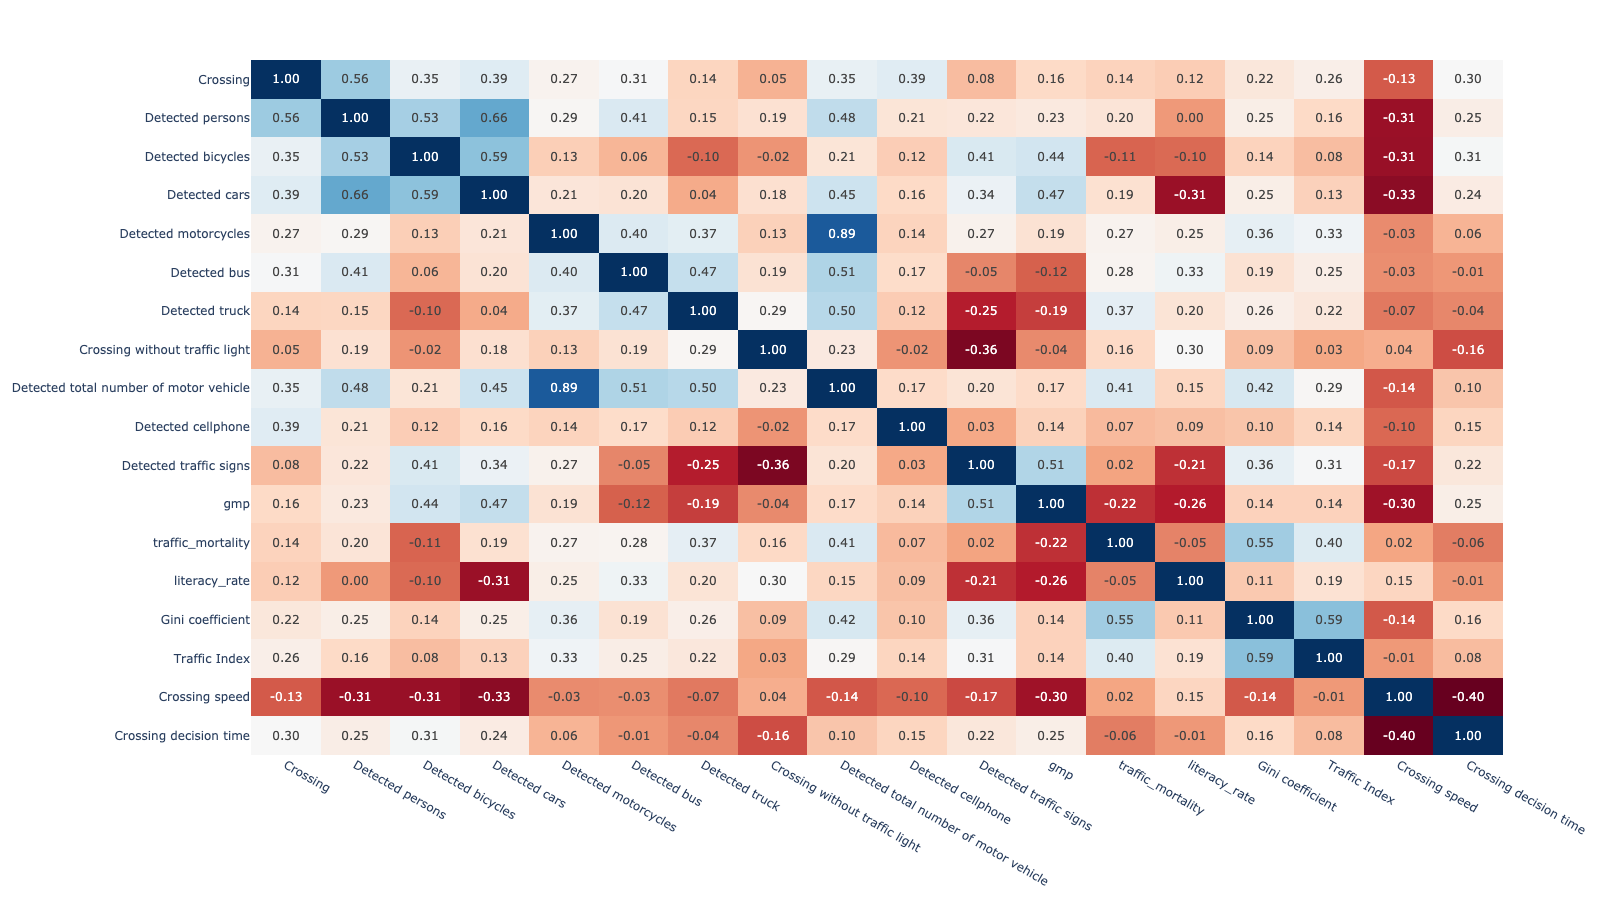 Crossing 1.00 0.56 0.35 0.39 0.27 0.31 0.14 0.05 0.35 0.39 0.08 0.16 0.14 0.12 0.22 0.26 -0.13 0.30
Detected persons 0.56 1.00 0.53 0.66 0.29 0.41 0.15 0.19 0.48 0.21 0.22 0.23 0.20 0.00 0.25 0.16 -0.31 0.25
Detected bicycles 0.35 0.53 1.00 0.59 0.13 0.06 -0.10 -0.02 0.21 0.12 0.41 0.44 -0.11 -0.10 0.14 0.08 -0.31 0.31
Detected cars 0.39 0.66 0.59 1.00 0.21 0.20 0.04 0.18 0.45 0.16 0.34 0.47 0.19 -0.31 0.25 0.13 -0.33 0.24
Detected motorcycles 0.27 0.29 0.13 0.21 1.00 0.40 0.37 0.13 0.89 0.14 0.27 0.19 0.27 0.25 0.36 0.33 -0.03 0.06
Detected bus 0.31 0.41 0.06 0.20 0.40 1.00 0.47 0.19 0.51 0.17 -0.05 -0.12 0.28 0.33 0.19 0.25 -0.03 -0.01
Detected truck 0.14 0.15 -0.10 0.04 0.37 0.47 1.00 0.29 0.50 0.12 -0.25 -0.19 0.37 0.20 0.26 0.22 -0.07 -0.04
Crossing without traffic light 0.05 0.19 -0.02 0.18 0.13 0.19 0.29 1.00 0.23 -0.02 -0.36 -0.04 0.16 0.30 0.09 0.03 0.04 -0.16
Detected total number of motor vehicle 0.35 0.48 0.21 0.45 0.89 0.51 0.50 0.23 1.00 0.17 0.20 0.17 0.41 0.15 0.42 0.29 -0.14 0.10
Detected cellphone 0.39 0.21 0.12 0.16 0.14 0.17 0.12 -0.02 0.17 1.00 0.03 0.14 0.07 0.09 0.10 0.14 -0.10 0.15
Detected traffic signs 0.08 0.22 0.41 0.34 0.27 -0.05 -0.25 -0.36 0.20 0.03 1.00 0.51 0.02 -0.21 0.36 0.31 -0.17 0.22
gmp 0.16 0.23 0.44 0.47 0.19 -0.12 -0.19 -0.04 0.17 0.14 0.51 1.00 -0.22 -0.26 0.14 0.14 -0.30 0.25
traffic_mortality 0.14 0.20 -0.11 0.19 0.27 0.28 0.37 0.16 0.41 0.07 0.02 -0.22 1.00 -0.05 0.55 0.40 0.02 -0.06
literacy_rate 0.12 0.00 -0.10 -0.31 0.25 0.33 0.20 0.30 0.15 0.09 -0.21 -0.26 -0.05 1.00 0.11 0.19 0.15 -0.01
Gini coefficient 0.22 0.25 0.14 0.25 0.36 0.19 0.26 0.09 0.42 0.10 0.36 0.14 0.55 0.11 1.00 0.59 -0.14 0.16
Traffic Index 0.26 0.16 0.08 0.13 0.33 0.25 0.22 0.03 0.29 0.14 0.31 0.14 0.40 0.19 0.59 1.00 -0.01 0.08
Crossing speed -0.13 -0.31 -0.31 -0.33 -0.03 -0.03 -0.07 0.04 -0.14 -0.10 -0.17 -0.30 0.02 0.15 -0.14 -0.01 1.00 -0.40
Crossing decision time 0.30 0.25 0.31 0.24 0.06 -0.01 -0.04 -0.16 0.10 0.15 0.22 0.25 -0.06 -0.01 0.16 0.08 -0.40 1.00
Crossing
Detected persons
Detected bicycles
Detected cars
Detected motorcycles
Detected bus
Detected truck
Crossing without traffic light
Detected total number of motor vehicle
Detected cellphone
Detected traffic signs
gmp
traffic_mortality
literacy_rate
Gini coefficient
Traffic Index
Crossing speed
Crossing decision time